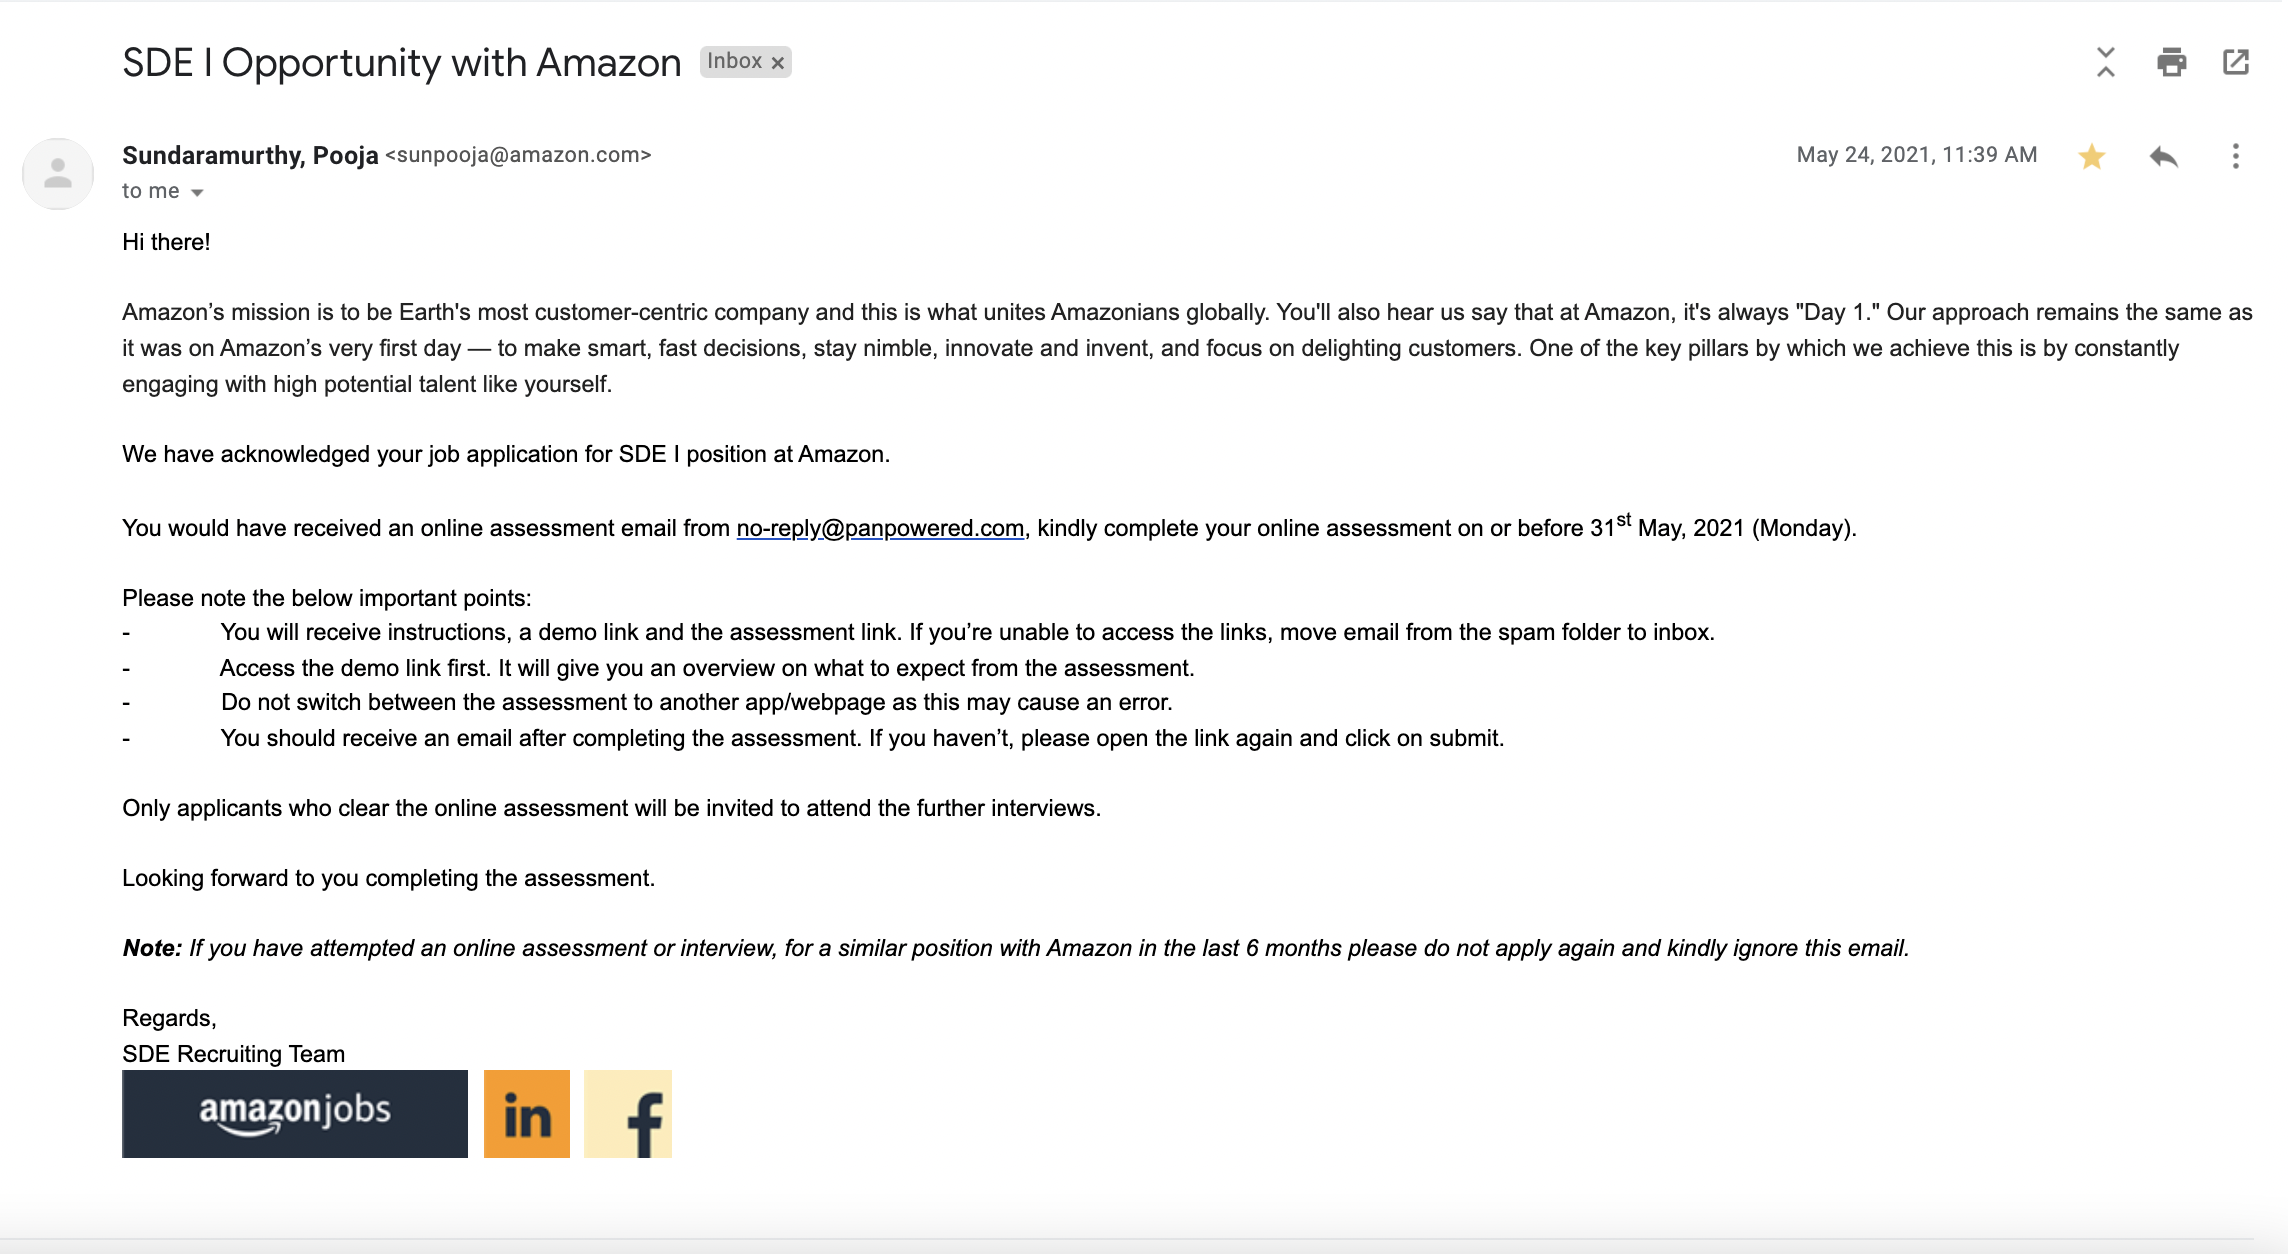 SDE I Opportunity with Amazon Inbox ×
Sundaramurthy, Pooja <sunpooja@amazon.com> May 24, 2021, 11:39 AM
to me
Hi there!
Amazon’s mission is to be Earth's most customer-centric company and this is what unites Amazonians globally. You'll also hear us say that at Amazon, it's always "Day 1." Our approach remains the same as
it was on Amazon’s very first day — to make smart, fast decisions, stay nimble, innovate and invent, and focus on delighting customers. One of the key pillars by which we achieve this is by constantly
engaging with high potential talent like yourself.
We have acknowledged your job application for SDE I position at Amazon.
You would have received an online assessment email from no-reply@panpowered.com, kindly complete your online assessment on or before 31st May, 2021 (Monday).
Please note the below important points:
- You will receive instructions, a demo link and the assessment link. If you’re unable to access the links, move email from the spam folder to inbox.
- Access the demo link first. It will give you an overview on what to expect from the assessment.
- Do not switch between the assessment to another app/webpage as this may cause an error.
- You should receive an email after completing the assessment. If you haven’t, please open the link again and click on submit.
Only applicants who clear the online assessment will be invited to attend the further interviews.
Looking forward to you completing the assessment.
Note: If you have attempted an online assessment or interview, for a similar position with Amazon in the last 6 months please do not apply again and kindly ignore this email.
Regards,
SDE Recruiting Team
amazonjobs in f